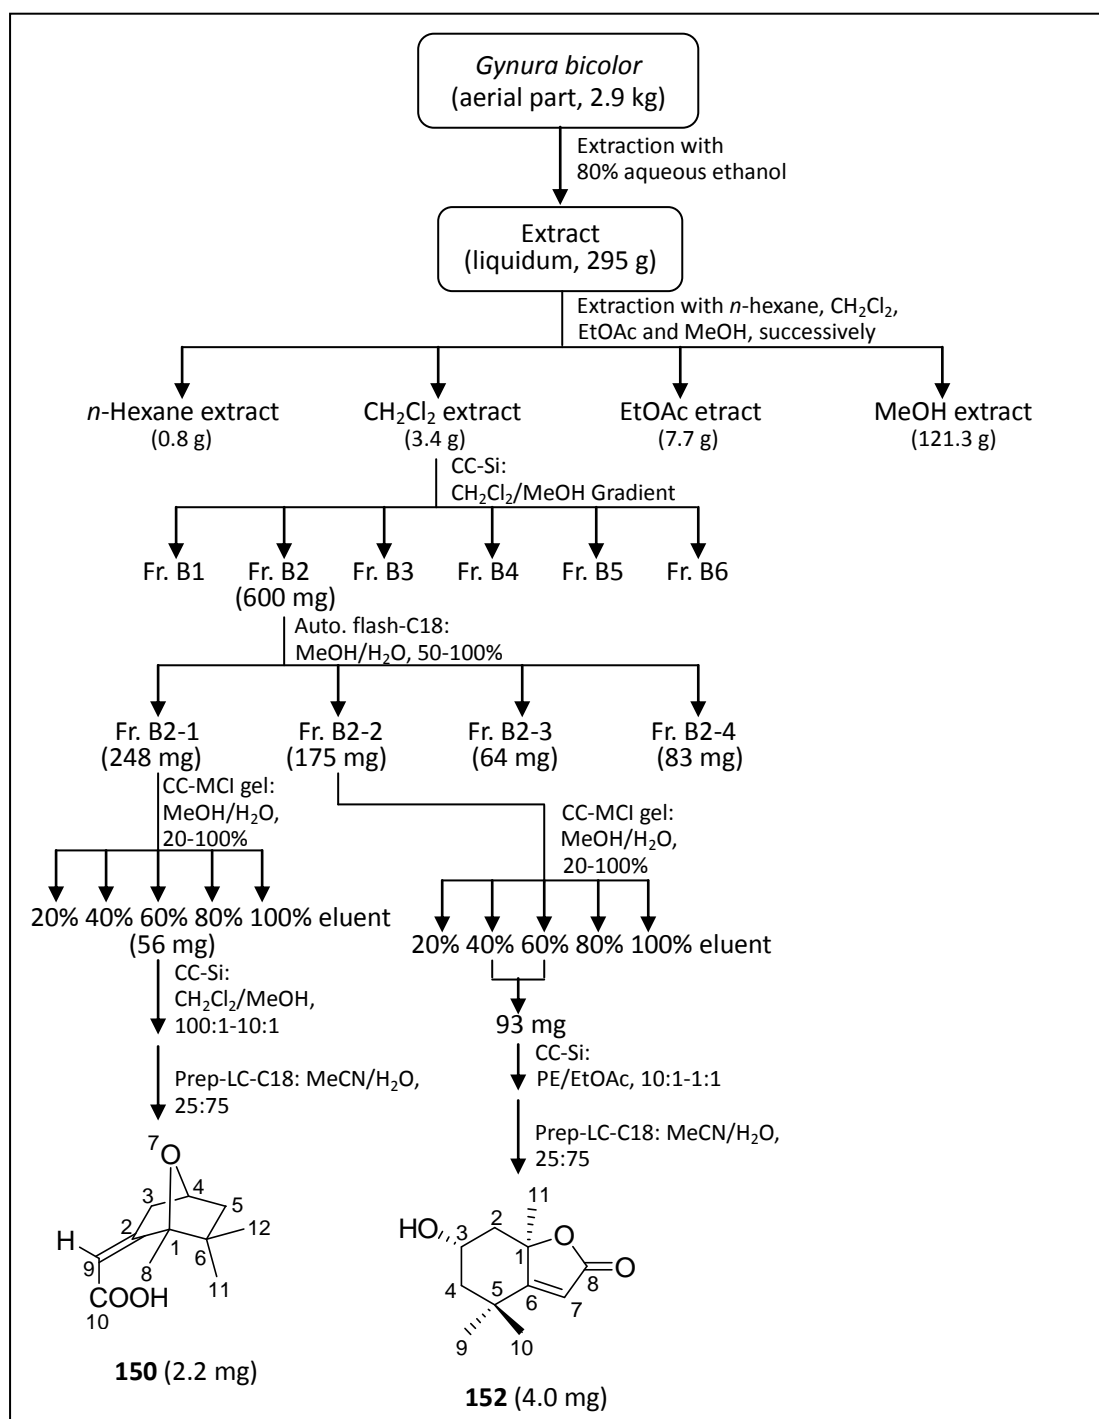 Gynura bicolor
(aerial part, 2.9 kg)
Extraction with
80% aqueous ethanol
Extract
(liquidum, 295 g)
Extraction with n-hexane, CH₂Cl₂,
EtOAc and MeOH, successively
n-Hexane extract
(0.8 g)
CH₂Cl₂ extract
(3.4 g)
EtOAc etract
(7.7 g)
MeOH extract
(121.3 g)
CC-Si:
CH₂Cl₂/MeOH Gradient
Fr. B1
Fr. B2
(600 mg)
Fr. B3
Fr. B4
Fr. B5
Fr. B6
Auto. flash-C18:
MeOH/H₂O, 50-100%
Fr. B2-1
(248 mg)
Fr. B2-2
(175 mg)
Fr. B2-3
(64 mg)
Fr. B2-4
(83 mg)
CC-MCI gel:
MeOH/H₂O,
20-100%
20% 40% 60% 80% 100% eluent
(56 mg)
CC-Si:
CH₂Cl₂/MeOH,
100:1-10:1
Prep-LC-C18: MeCN/H₂O,
25:75
7
O
3
4
5
2
1
6
12
H
9
8
11
COOH
10
150 (2.2 mg)
CC-MCI gel:
MeOH/H₂O,
20-100%
20% 40% 60% 80% 100% eluent
93 mg
CC-Si:
PE/EtOAc, 10:1-1:1
Prep-LC-C18: MeCN/H₂O,
25:75
11
HO
2
3
O
1
8
O
4
5
6
7
9
10
152 (4.0 mg)